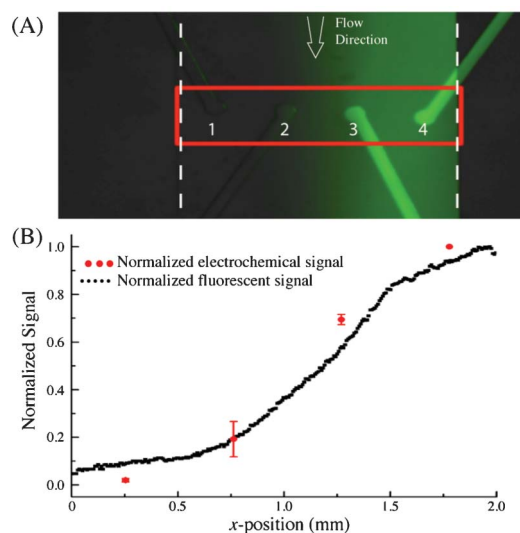 (A)
Flow
Direction
1 2 3 4
(B)
Normalized electrochemical signal
Normalized fluorescent signal
Normalized Signal
1.0
0.8
0.6
0.4
0.2
0.0
0.0 0.5 1.0 1.5 2.0
x-position (mm)